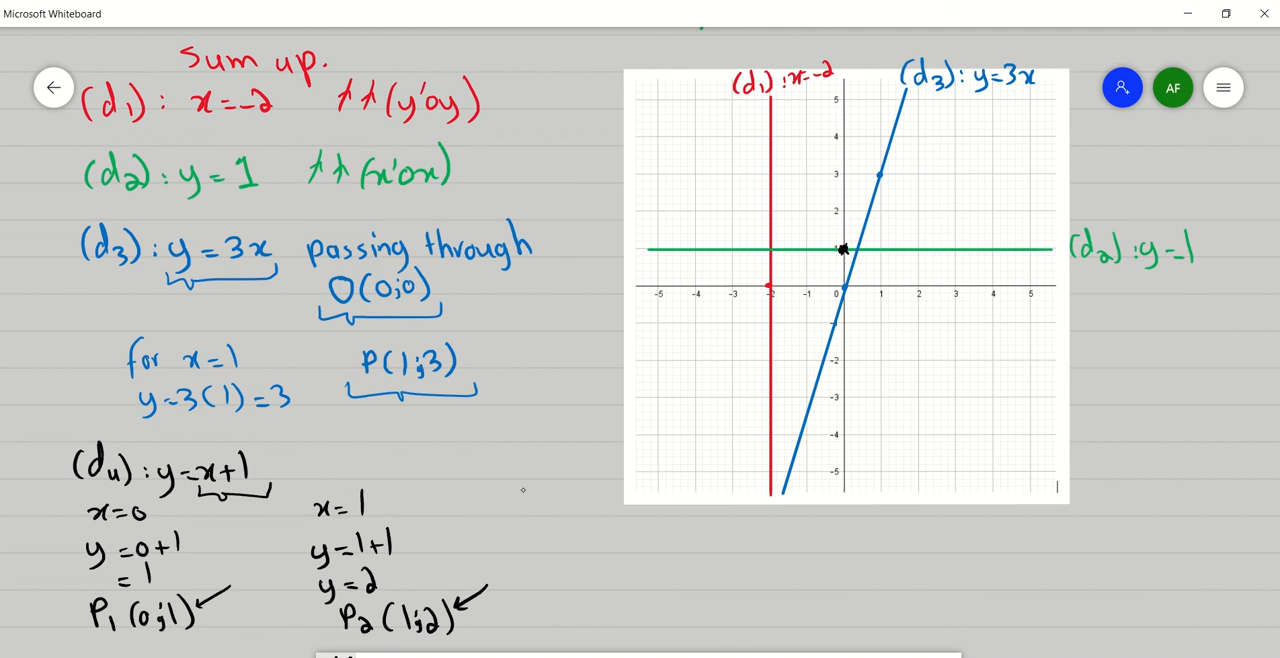 Microsoft Whiteboard
Sum up.
(d1) : x = -2 // (y'oy)
(d2) : y = 1 // (x'ox)
(d3) : y = 3x passing through
O(0;0)
for x = 1 P(1;3)
y = 3(1) = 3
(d4) : y = x+1
x = 0
y = 0+1
= 1
P1 (0;1)
x = 1
y = 1+1
y = 2
P2 (1;2)
(d1) : x = -2
(d3) : y = 3x
5
4
3
2
1
-5 -4 -3 -2 -1 0 1 2 3 4 5
-1
-2
-3
-4
-5
(d2) : y = 1
AF